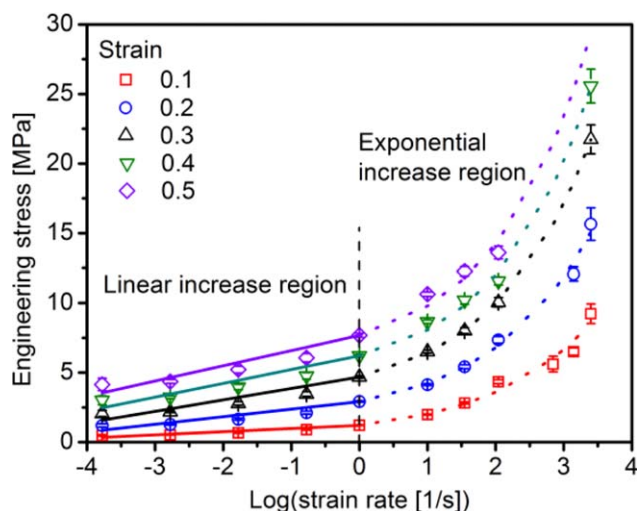 30
25
20
15
10
5
0
Engineering stress [MPa]
Strain
0.1
0.2
0.3
0.4
0.5
Exponential
increase region
Linear increase region
-4 -3 -2 -1 0 1 2 3 4
Log(strain rate [1/s])